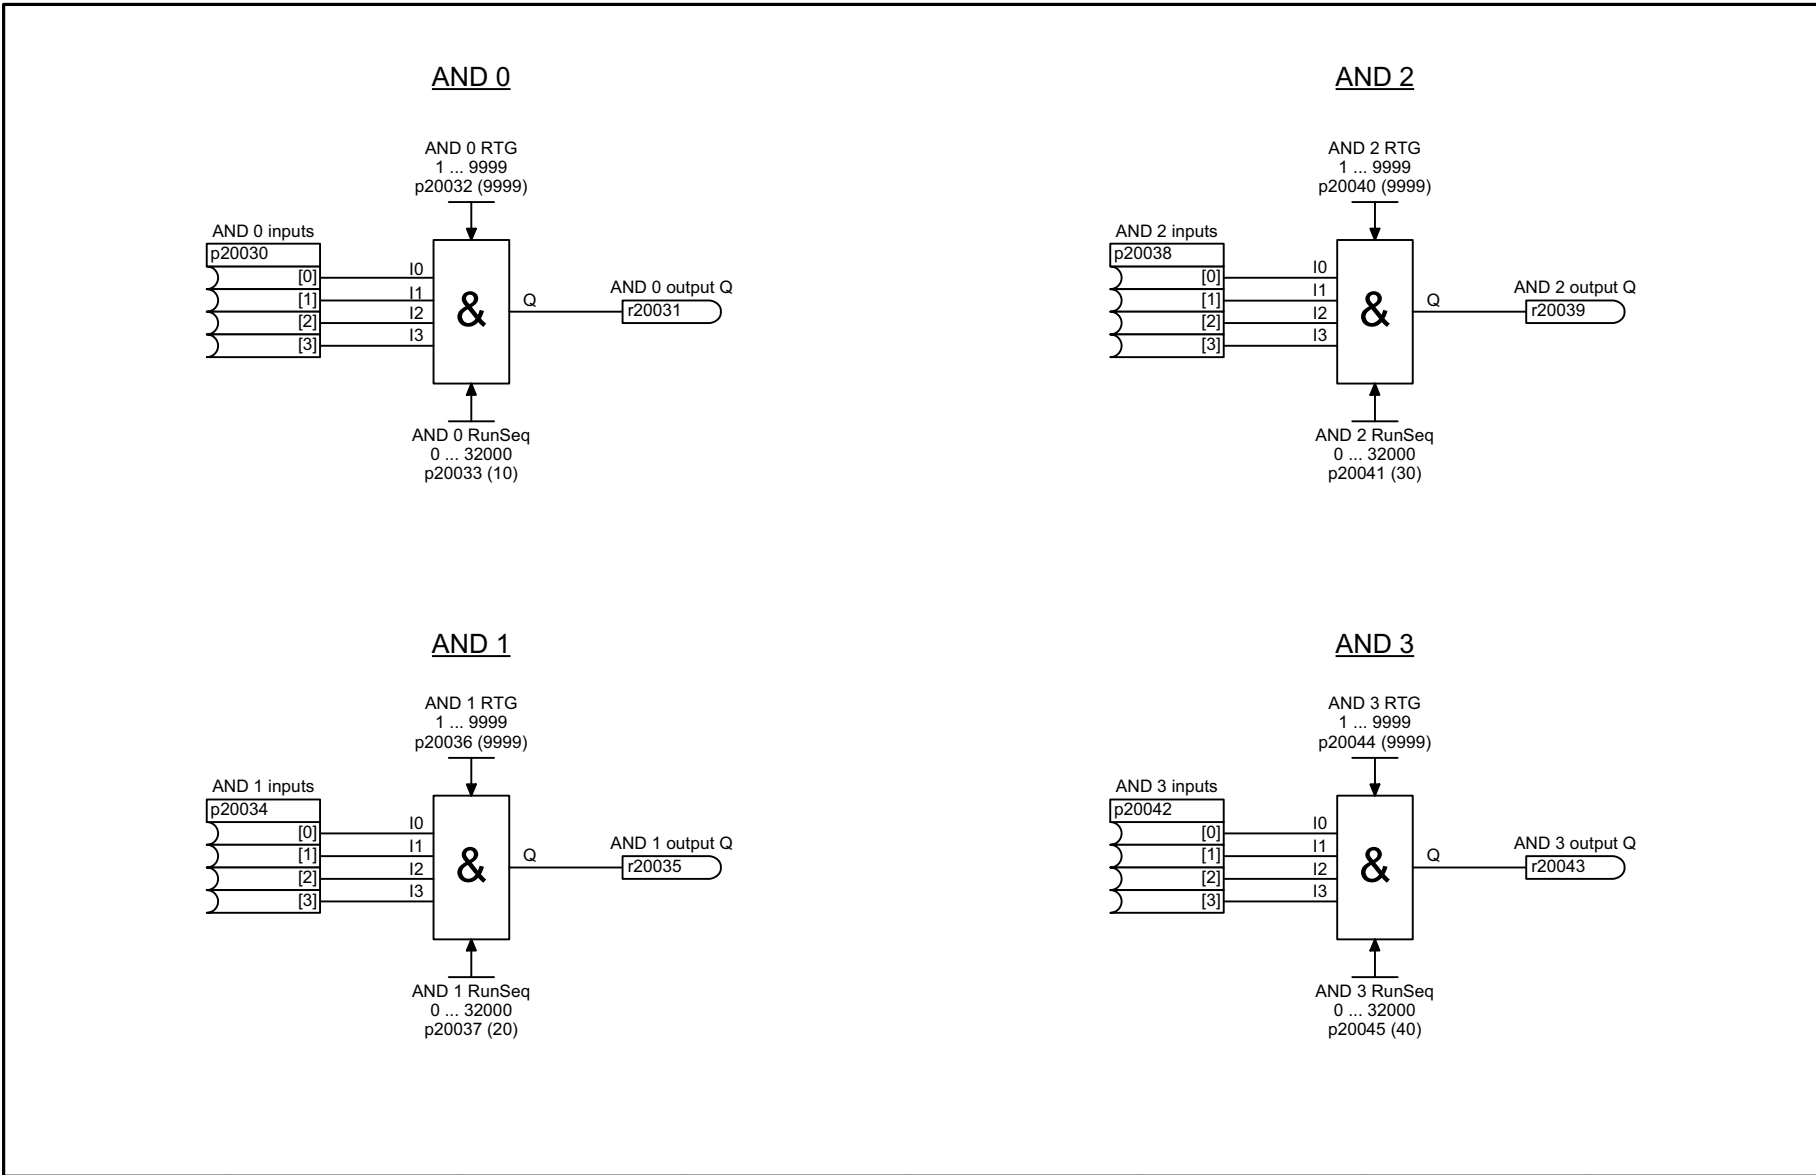 AND 0
AND 0 RTG
1 ... 9999
p20032 (9999)
AND 0 inputs
p20030
[0]
[1]
[2]
[3]
I0
I1
I2
I3
&
Q
AND 0 output Q
r20031
AND 0 RunSeq
0 ... 32000
p20033 (10)
AND 2
AND 2 RTG
1 ... 9999
p20040 (9999)
AND 2 inputs
p20038
[0]
[1]
[2]
[3]
I0
I1
I2
I3
&
Q
AND 2 output Q
r20039
AND 2 RunSeq
0 ... 32000
p20041 (30)
AND 1
AND 1 RTG
1 ... 9999
p20036 (9999)
AND 1 inputs
p20034
[0]
[1]
[2]
[3]
I0
I1
I2
I3
&
Q
AND 1 output Q
r20035
AND 1 RunSeq
0 ... 32000
p20037 (20)
AND 3
AND 3 RTG
1 ... 9999
p20044 (9999)
AND 3 inputs
p20042
[0]
[1]
[2]
[3]
I0
I1
I2
I3
&
Q
AND 3 output Q
r20043
AND 3 RunSeq
0 ... 32000
p20045 (40)